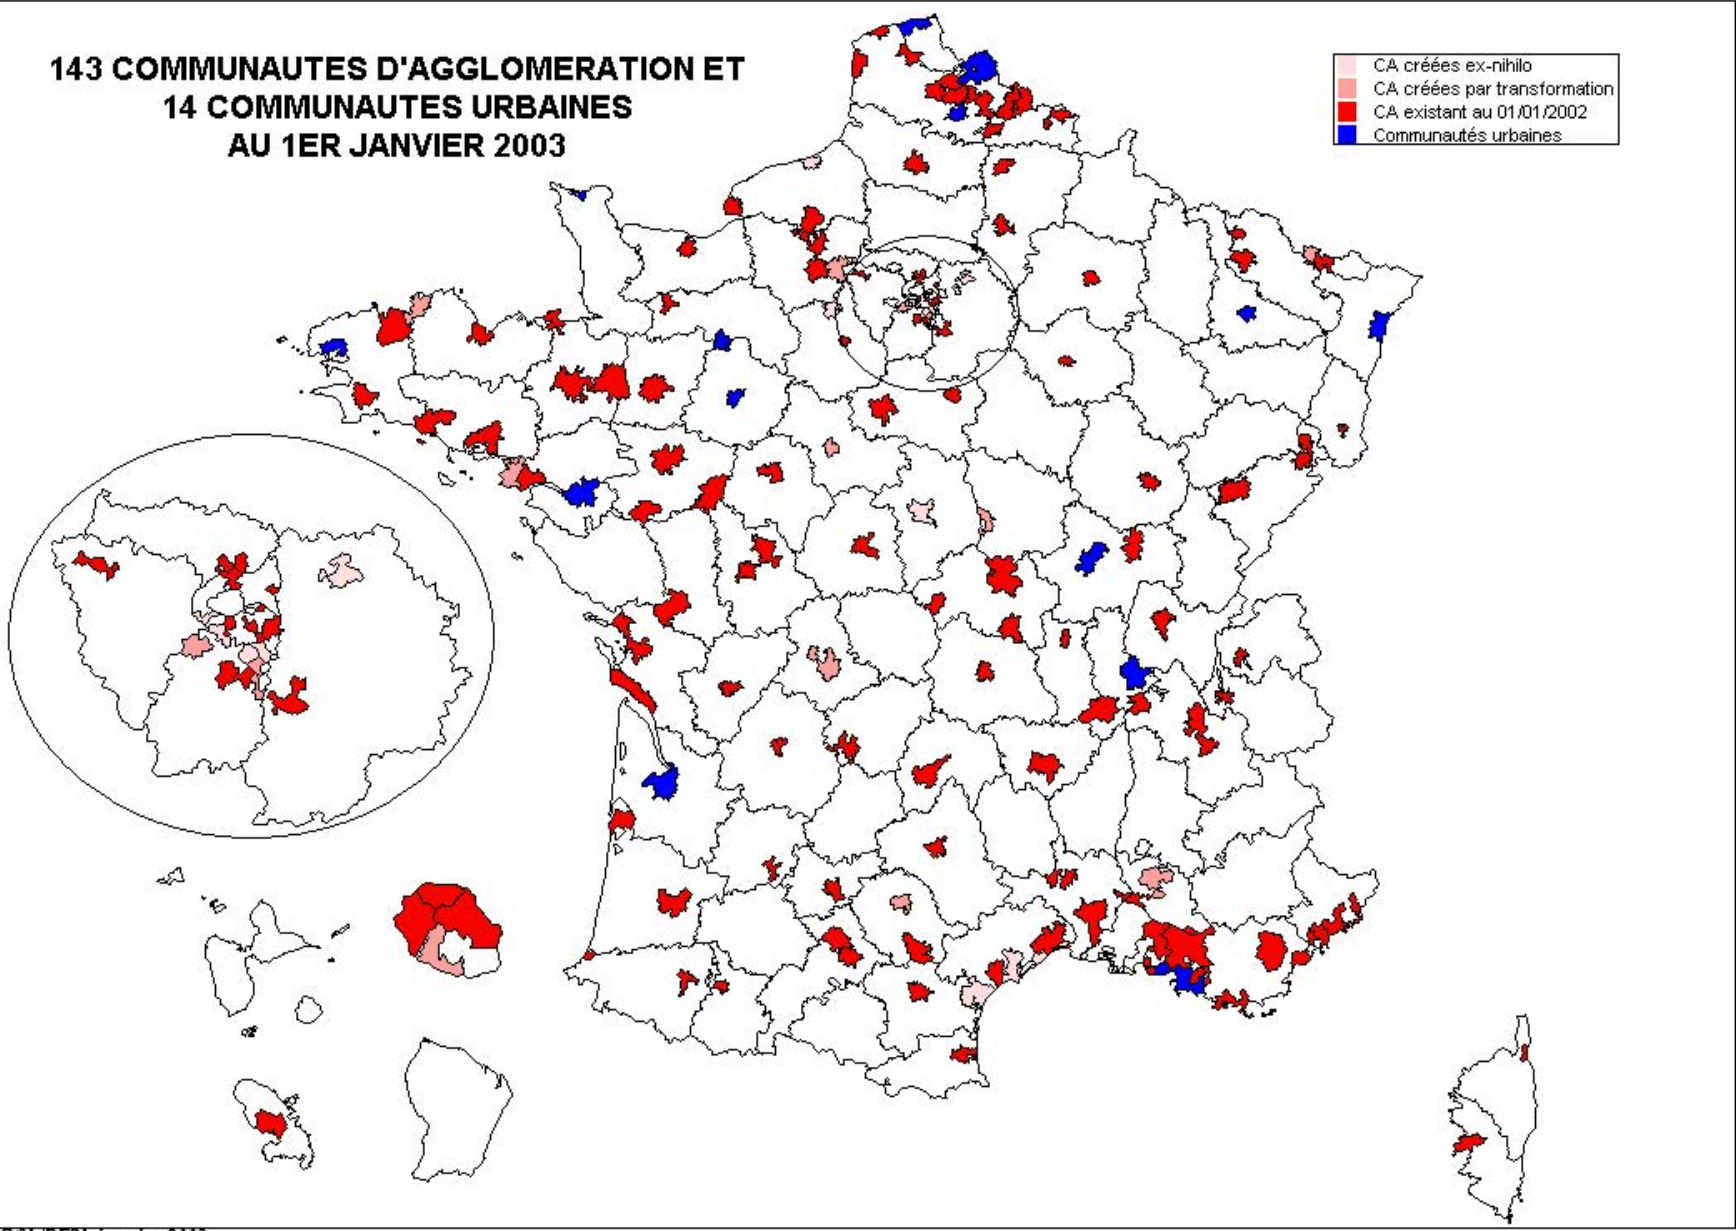 143 COMMUNAUTES D'AGGLOMERATION ET
14 COMMUNAUTES URBAINES
AU 1ER JANVIER 2003
CA créées ex-nihilo
CA créées par transformation
CA existant au 01/01/2002
Communautés urbaines